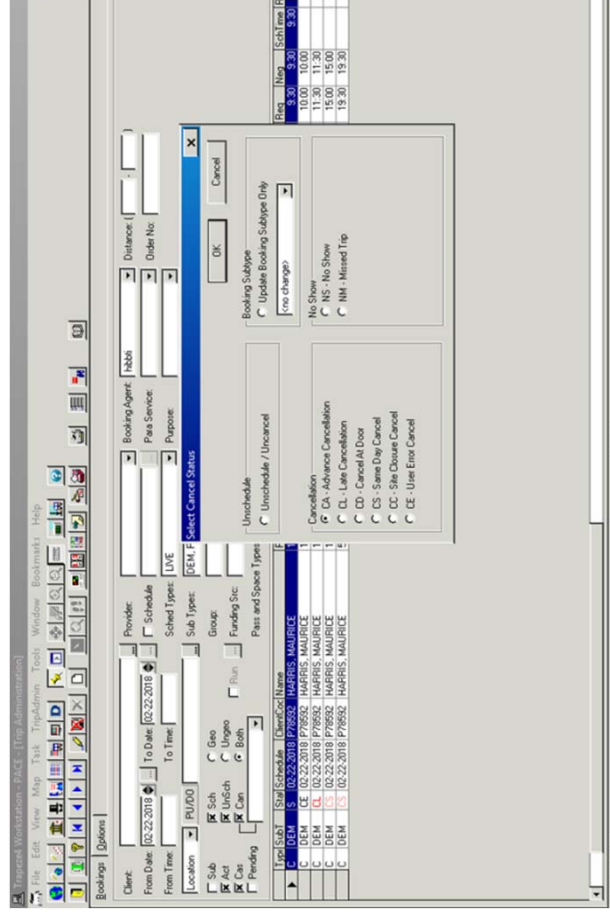 Trapeze4 Workstation - PACE - [Trip Administration]
File Edit View Map Task TripAdmin Tools Window Bookmarks Help
Bookings Options
Client: Provider: Booking Agent: hibbli Distance: ( - )
From Date: 02-22-2018 To Date: 02-22-2018 Schedule Para Service: Order No:
From Time: To Time: Sched Types: LIVE Purpose:
Location PU/DO Sub Types: DEM, F
Sub Sch Geo Group:
Act UnSch Ungeo Run Funding Src:
Cas Can Both
Pending Pass and Space Types
Select Cancel Status
OK Cancel
Unschedule
Unschedule / Uncancel
Booking Subtype
Update Booking Subtype Only
<no change>
Cancellation
CA - Advance Cancellation
CL - Late Cancellation
CD - Cancel At Door
CS - Same Day Cancel
CC - Site Closure Cancel
CE - User Error Cancel
No Show
NS - No Show
NM - Missed Trip
Type SubT Stat Schedule ClientCoc Name Req Neg SchTime
C DEM S 02-22-2018 P78592 HARRIS, MAURICE 9:30 9:30 9:30
C DEM CE 02-22-2018 P78592 HARRIS, MAURICE 10:00 10:00
C DEM CL 02-22-2018 P78592 HARRIS, MAURICE 11:30 11:30
C DEM CS 02-22-2018 P78592 HARRIS, MAURICE 15:00 15:00
C DEM CS 02-22-2018 P78592 HARRIS, MAURICE 19:30 19:30